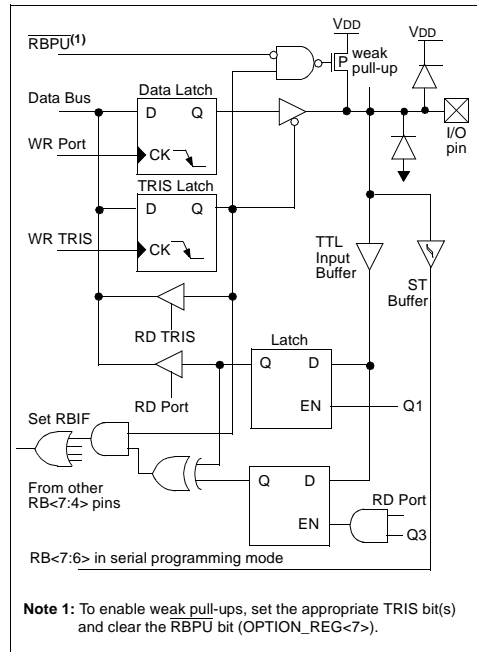 VDD
RBPU(1)
P
weak
pull-up
VDD
Data Latch
Data Bus
D Q
I/O
pin
WR Port
CK
TRIS Latch
D Q
WR TRIS
CK
TTL
Input
Buffer
ST
Buffer
RD TRIS
Latch
Q D
RD Port
EN
Q1
Set RBIF
From other
RB<7:4> pins
Q D
RD Port
EN
Q3
RB<7:6> in serial programming mode
Note 1: To enable weak pull-ups, set the appropriate TRIS bit(s)
and clear the RBPU bit (OPTION_REG<7>).